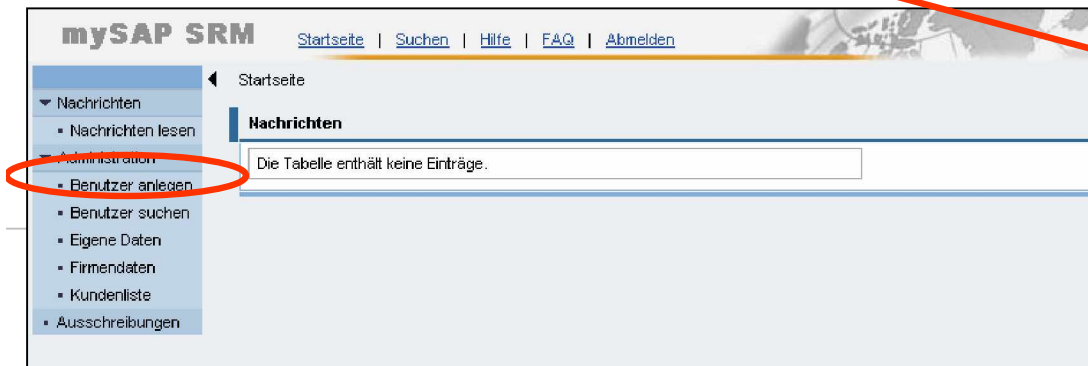 mySAP SRM
Startseite | Suchen | Hilfe | FAQ | Abmelden
Startseite
Nachrichten
Nachrichten lesen
Administration
Benutzer anlegen
Benutzer suchen
Eigene Daten
Firmendaten
Kundenliste
Ausschreibungen
Nachrichten
Die Tabelle enthält keine Einträge.